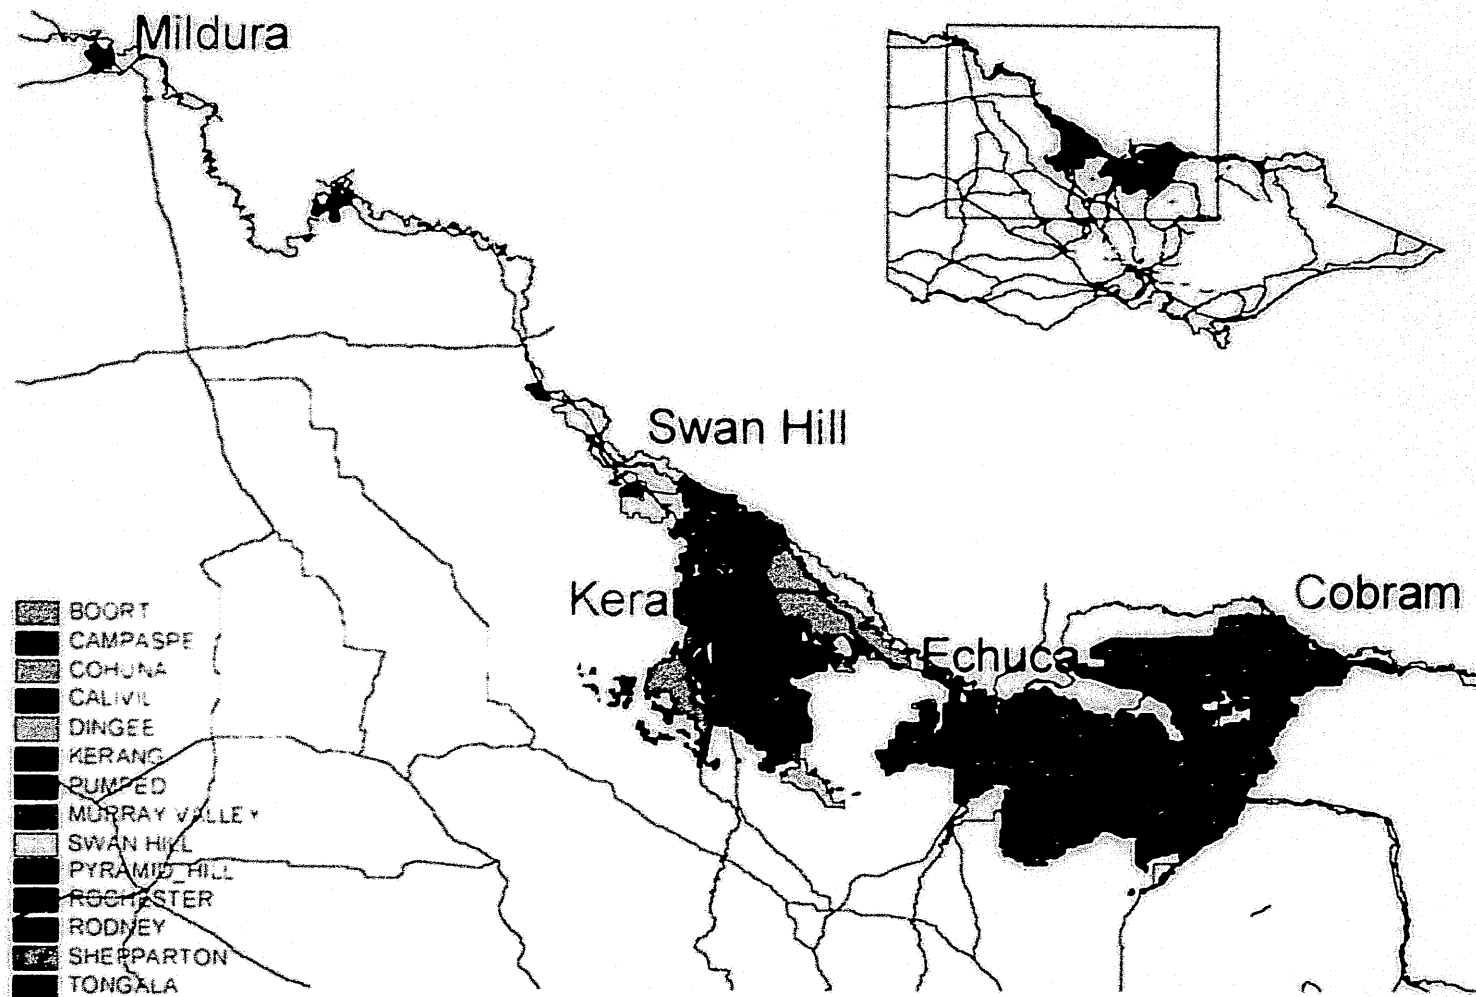 Mildura
Swan Hill
Kera
Echuca
Cobram
BOORT
CAMPASPE
COHUNA
CALIVIL
DINGEE
KERANG
PUMPED
MURRAY VALLEY
SWAN HILL
PYRAMID_HILL
ROCHESTER
RODNEY
SHEPPARTON
TONGALA